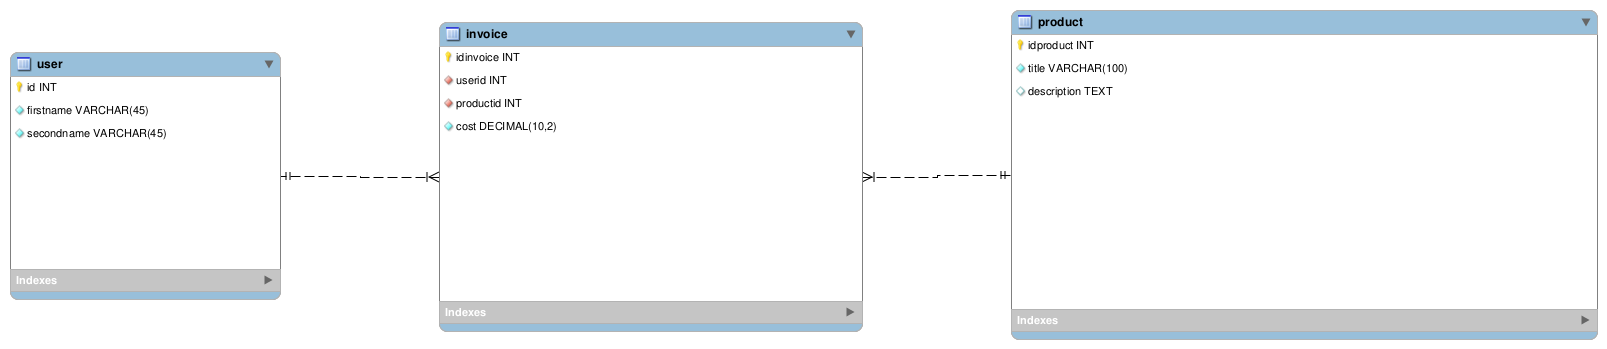 user
id INT
firstname VARCHAR(45)
secondname VARCHAR(45)
Indexes
invoice
idinvoice INT
userid INT
productid INT
cost DECIMAL(10,2)
Indexes
product
idproduct INT
title VARCHAR(100)
description TEXT
Indexes